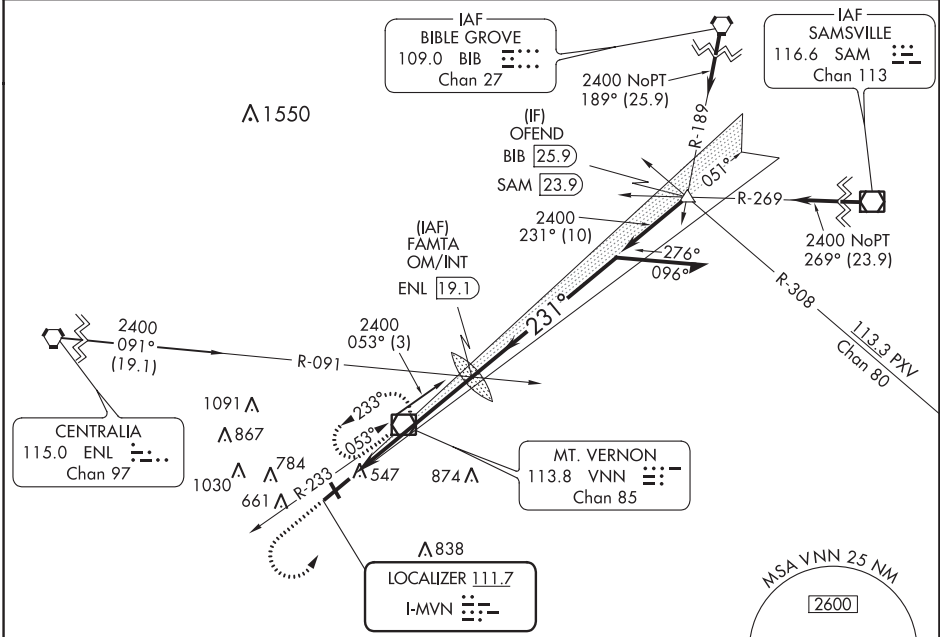 IAF
BIBLE GROVE
109.0 BIB
Chan 27
IAF
SAMSVILLE
116.6 SAM
Chan 113
2400 NoPT
189° (25.9)
R-189
1550
(IF)
OFEND
BIB 25.9
SAM 23.9
051°
R-269
2400 NoPT
269° (23.9)
2400
231° (10)
276°
096°
(IAF)
FAMTA
OM/INT
ENL 19.1
231°
R-308
113.3 PXV
Chan 80
2400
091°
(19.1)
R-091
2400
053° (3)
233°
053°
1091
867
CENTRALIA
115.0 ENL
Chan 97
784
1030
661
R-233
547
874
MT. VERNON
113.8 VNN
Chan 85
838
LOCALIZER 111.7
I-MVN
MSA VNN 25 NM
2600